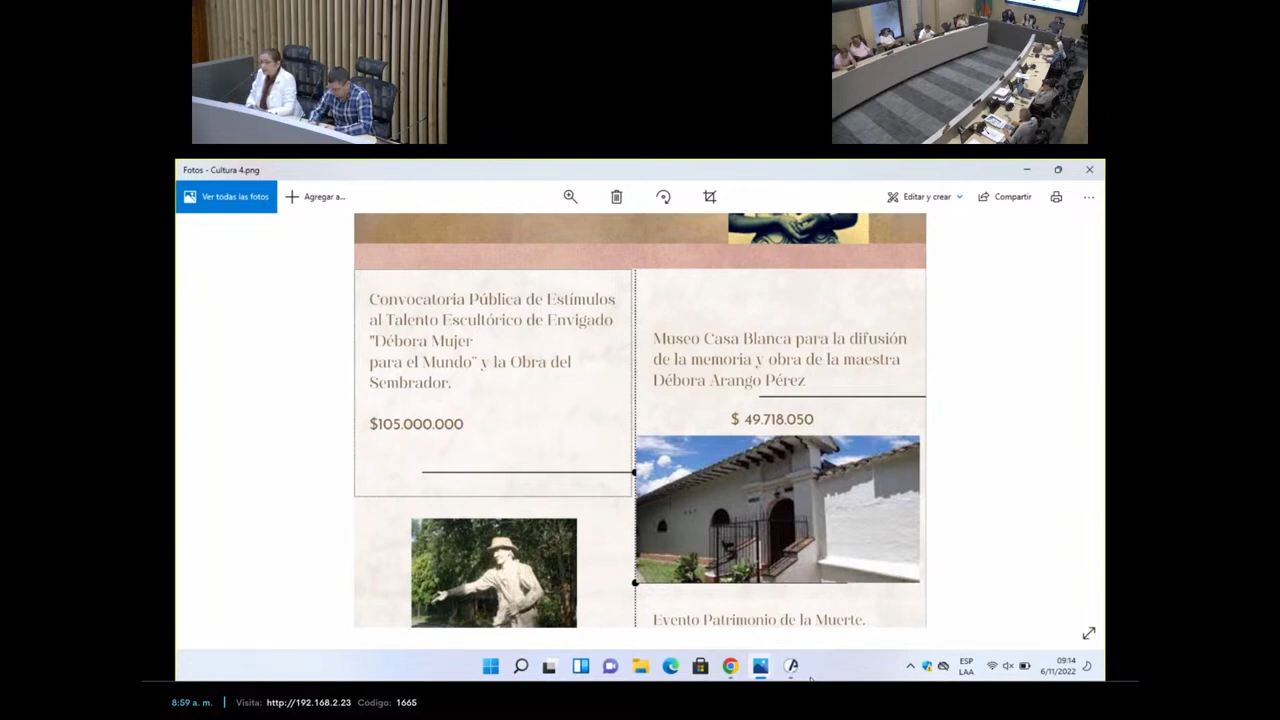 Fotos - Cultura 4.png
Ver todas las fotos
Agregar a...
Editar y crear
Compartir
Convocatoria Pública de Estímulos
al Talento Escultórico de Envigado
"Débora Mujer
para el Mundo¨ y la Obra del
Sembrador.
$105.000.000
Museo Casa Blanca para la difusión
de la memoria y obra de la maestra
Débora Arango Pérez
$ 49.718.050
Evento Patrimonio de la Muerte.
ESP
LAA
09:14
6/11/2022
8:59 a. m.
Visita: http://192.168.2.23 Código: 1665